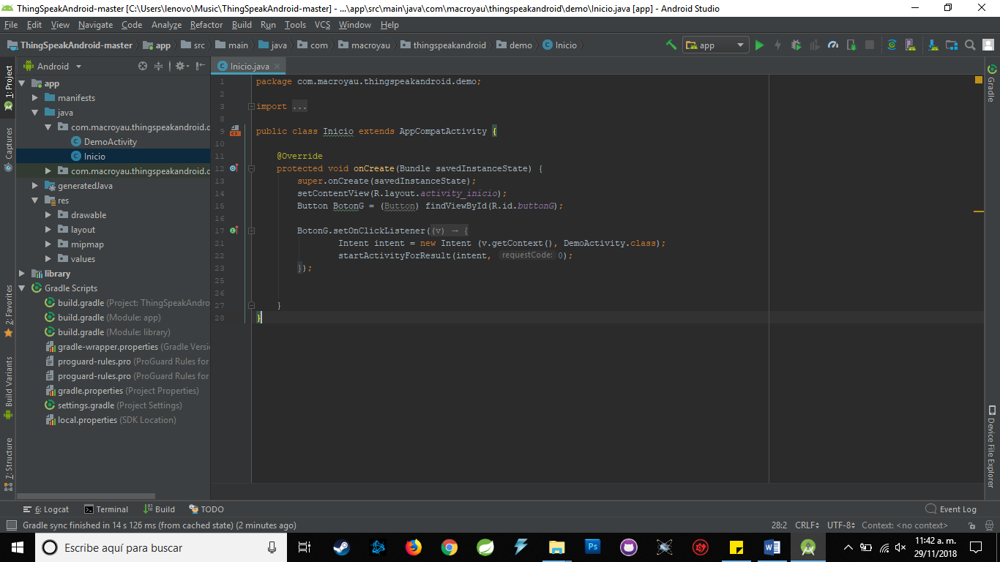 ThingSpeakAndroid-master [C:\Users\lenovo\Music\ThingSpeakAndroid-master] - ...\app\src\main\java\com\macroyau\thingspeakandroid\demo\Inicio.java [app] - Android Studio
File Edit View Navigate Code Analyze Refactor Build Run Tools VCS Window Help
ThingSpeakAndroid-master app src main java com macroyau thingspeakandroid demo Inicio app
Android Inicio.java
1: Project
Captures
2: Favorites
Build Variants
7: Structure
app
manifests
java
com.macroyau.thingspeakandroid.d
DemoActivity
Inicio
com.macroyau.thingspeakandroid.d
generatedJava
res
drawable
layout
mipmap
values
library
Gradle Scripts
build.gradle (Project: ThingSpeakAndro
build.gradle (Module: app)
build.gradle (Module: library)
gradle-wrapper.properties (Gradle Versi
proguard-rules.pro (ProGuard Rules for
proguard-rules.pro (ProGuard Rules for
gradle.properties (Project Properties)
settings.gradle (Project Settings)
local.properties (SDK Location)
1 package com.macroyau.thingspeakandroid.demo;
2
3 import ...
8
9 public class Inicio extends AppCompatActivity {
10
11 @Override
12 protected void onCreate(Bundle savedInstanceState) {
13 super.onCreate(savedInstanceState);
14 setContentView(R.layout.activity_inicio);
15 Button BotonG = (Button) findViewById(R.id.buttonG);
16
17 BotonG.setOnClickListener((v) → {
21 Intent intent = new Intent (v.getContext(), DemoActivity.class);
22 startActivityForResult(intent, requestCode: 0);
23 });
25
26
27 }
28 }
Gradle
Device File Explorer
6: Logcat Terminal Build TODO Event Log
Gradle sync finished in 14 s 126 ms (from cached state) (2 minutes ago) 28:2 CRLF UTF-8 Context: <no context>
Escribe aquí para buscar
Ps
11:42 a. m.
29/11/2018